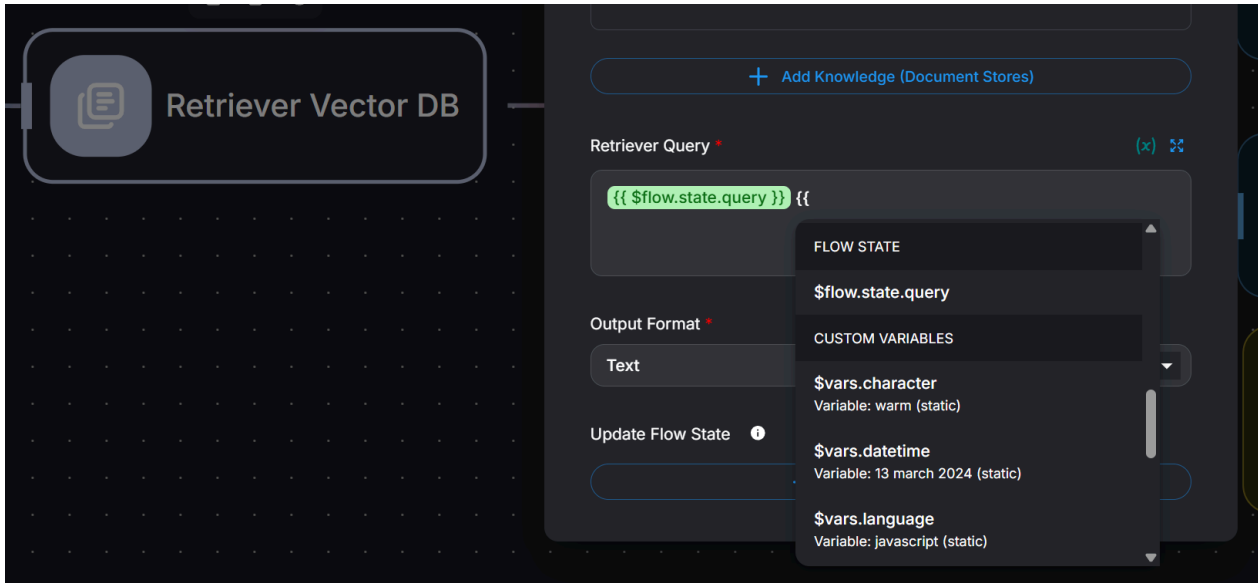 Retriever Vector DB
+ Add Knowledge (Document Stores)
Retriever Query *
(x)
{{ $flow.state.query }} {{
FLOW STATE
$flow.state.query
Output Format *
CUSTOM VARIABLES
Text
$vars.character
Variable: warm (static)
Update Flow State
$vars.datetime
Variable: 13 march 2024 (static)
$vars.language
Variable: javascript (static)